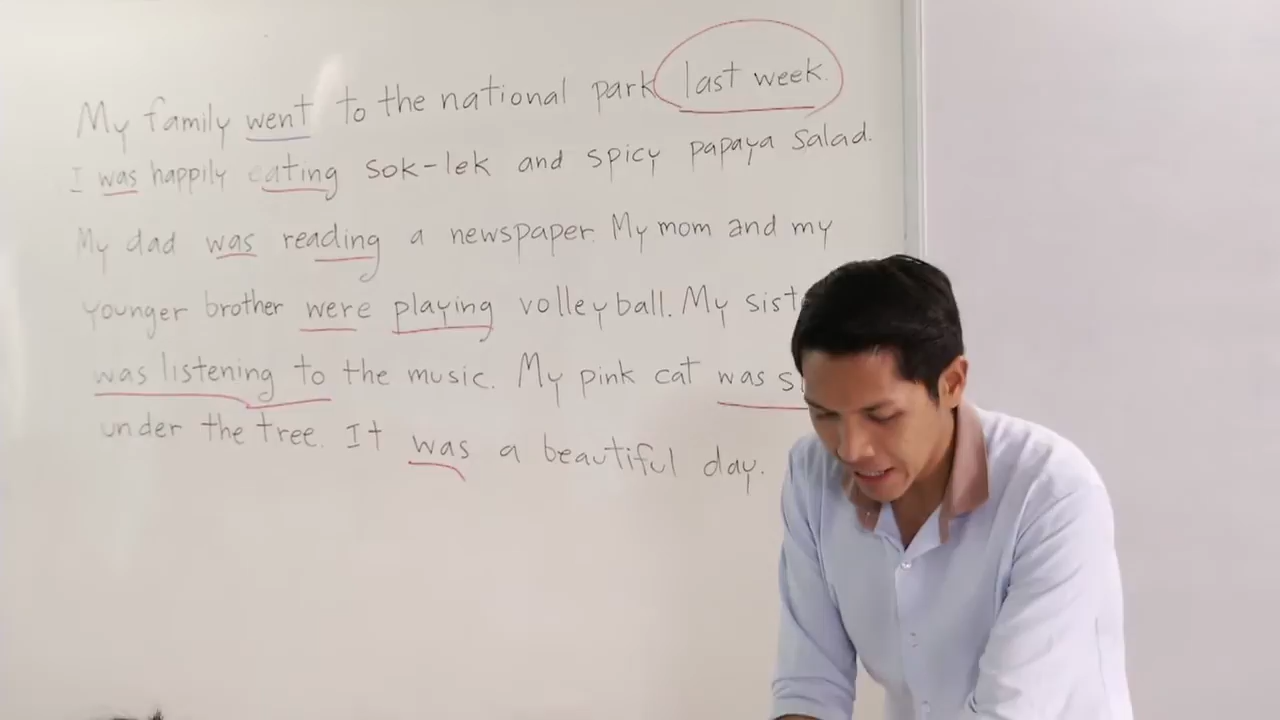 My family went to the national park last week.
I was happily eating sok-lek and spicy papaya salad.
My dad was reading a newspaper. My mom and my
younger brother were playing volleyball. My
was listening to the music. My pink cat was
under the tree. It was a beautiful day.